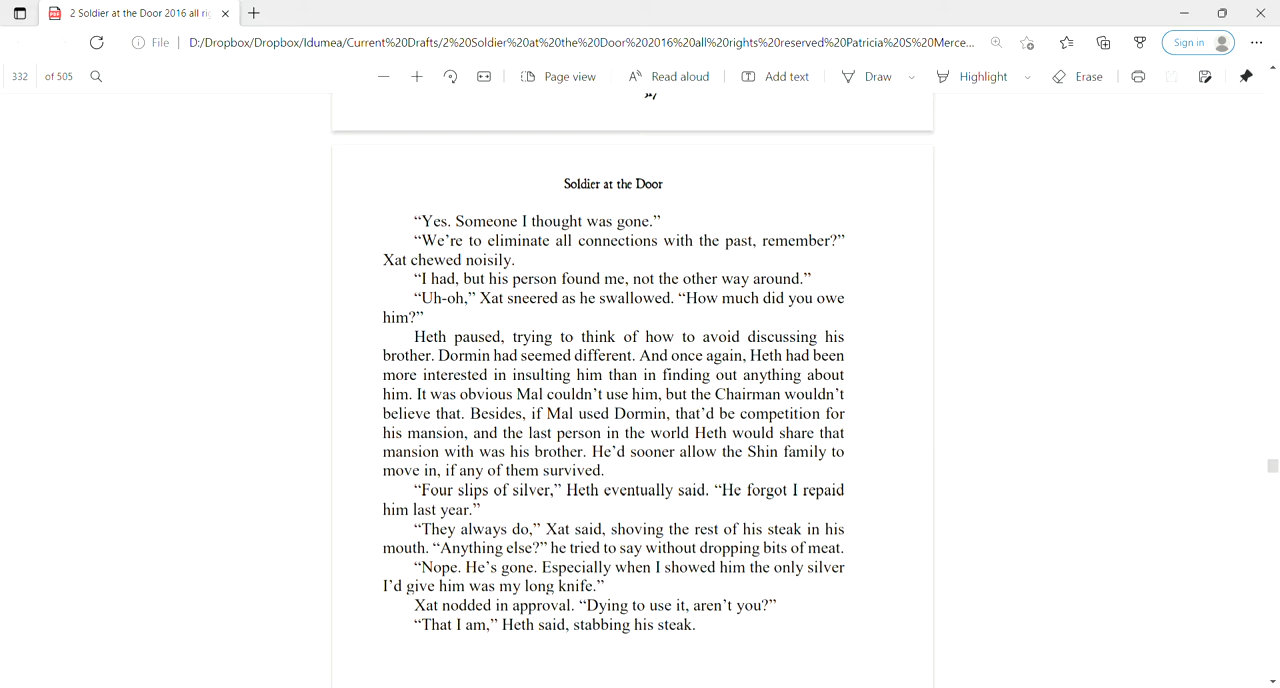 2 Soldier at the Door 2016 all ri
File
D:/Dropbox/Dropbox/Idumea/Current%20Drafts/2%20Soldier%20at%20the%20Door%202016%20all%20rights%20reserved%20Patricia%20S%20Merce...
Sign in
332 of 505
Page view
Read aloud
Add text
Draw
Highlight
Erase
Soldier at the Door
“Yes. Someone I thought was gone.”
“We’re to eliminate all connections with the past, remember?”
Xat chewed noisily.
“I had, but his person found me, not the other way around.”
“Uh-oh,” Xat sneered as he swallowed. “How much did you owe
him?”
Heth paused, trying to think of how to avoid discussing his
brother. Dormin had seemed different. And once again, Heth had been
more interested in insulting him than in finding out anything about
him. It was obvious Mal couldn’t use him, but the Chairman wouldn’t
believe that. Besides, if Mal used Dormin, that’d be competition for
his mansion, and the last person in the world Heth would share that
mansion with was his brother. He’d sooner allow the Shin family to
move in, if any of them survived.
“Four slips of silver,” Heth eventually said. “He forgot I repaid
him last year.”
“They always do,” Xat said, shoving the rest of his steak in his
mouth. “Anything else?” he tried to say without dropping bits of meat.
“Nope. He’s gone. Especially when I showed him the only silver
I’d give him was my long knife.”
Xat nodded in approval. “Dying to use it, aren’t you?”
“That I am,” Heth said, stabbing his steak.